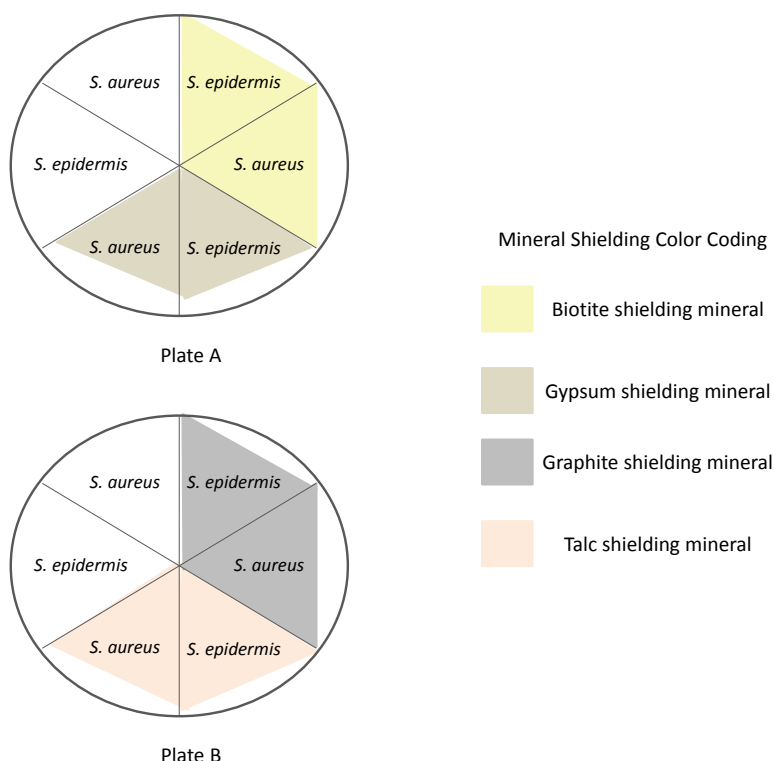 S. aureus
S. epidermis
S. epidermis
S. aureus
S. aureus
S. epidermis
Plate A
Mineral Shielding Color Coding
Biotite shielding mineral
Gypsum shielding mineral
Graphite shielding mineral
Talc shielding mineral
S. aureus
S. epidermis
S. epidermis
S. aureus
S. aureus
S. epidermis
Plate B